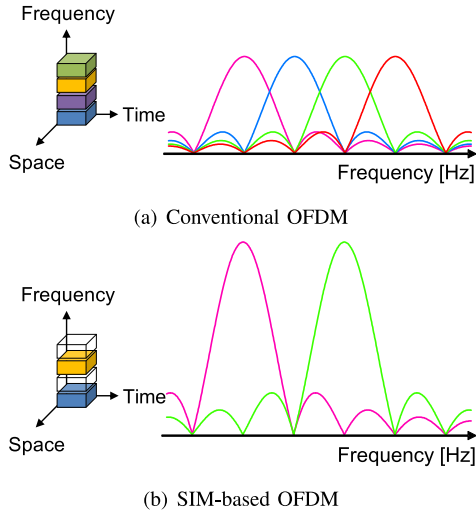 Frequency
Time
Space
Frequency [Hz]
(a) Conventional OFDM
Frequency
Time
Space
Frequency [Hz]
(b) SIM-based OFDM